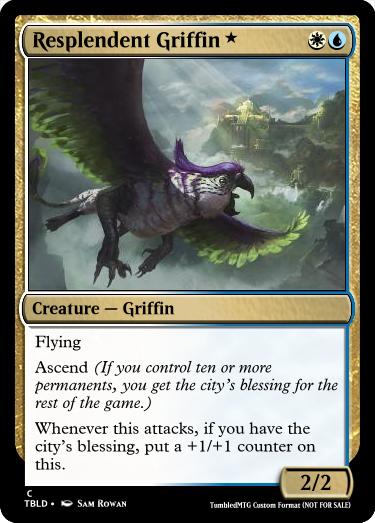 Resplendent Griffin ★
Creature — Griffin
Flying
Ascend (If you control ten or more
permanents, you get the city's blessing for the
rest of the game.)
Whenever this attacks, if you have the
city's blessing, put a +1/+1 counter on
this.
2/2
C
TBLD • Sam Rowan
TumbledMTG Custom Format (NOT FOR SALE)